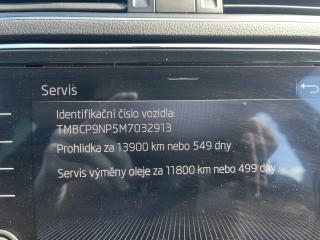 Servis
Identifikační číslo vozidla:
TMBCP9NP5M7032913
Prohlídka za 13900 km nebo 549 dny
Servis výměny oleje za 11800 km nebo 499 dny